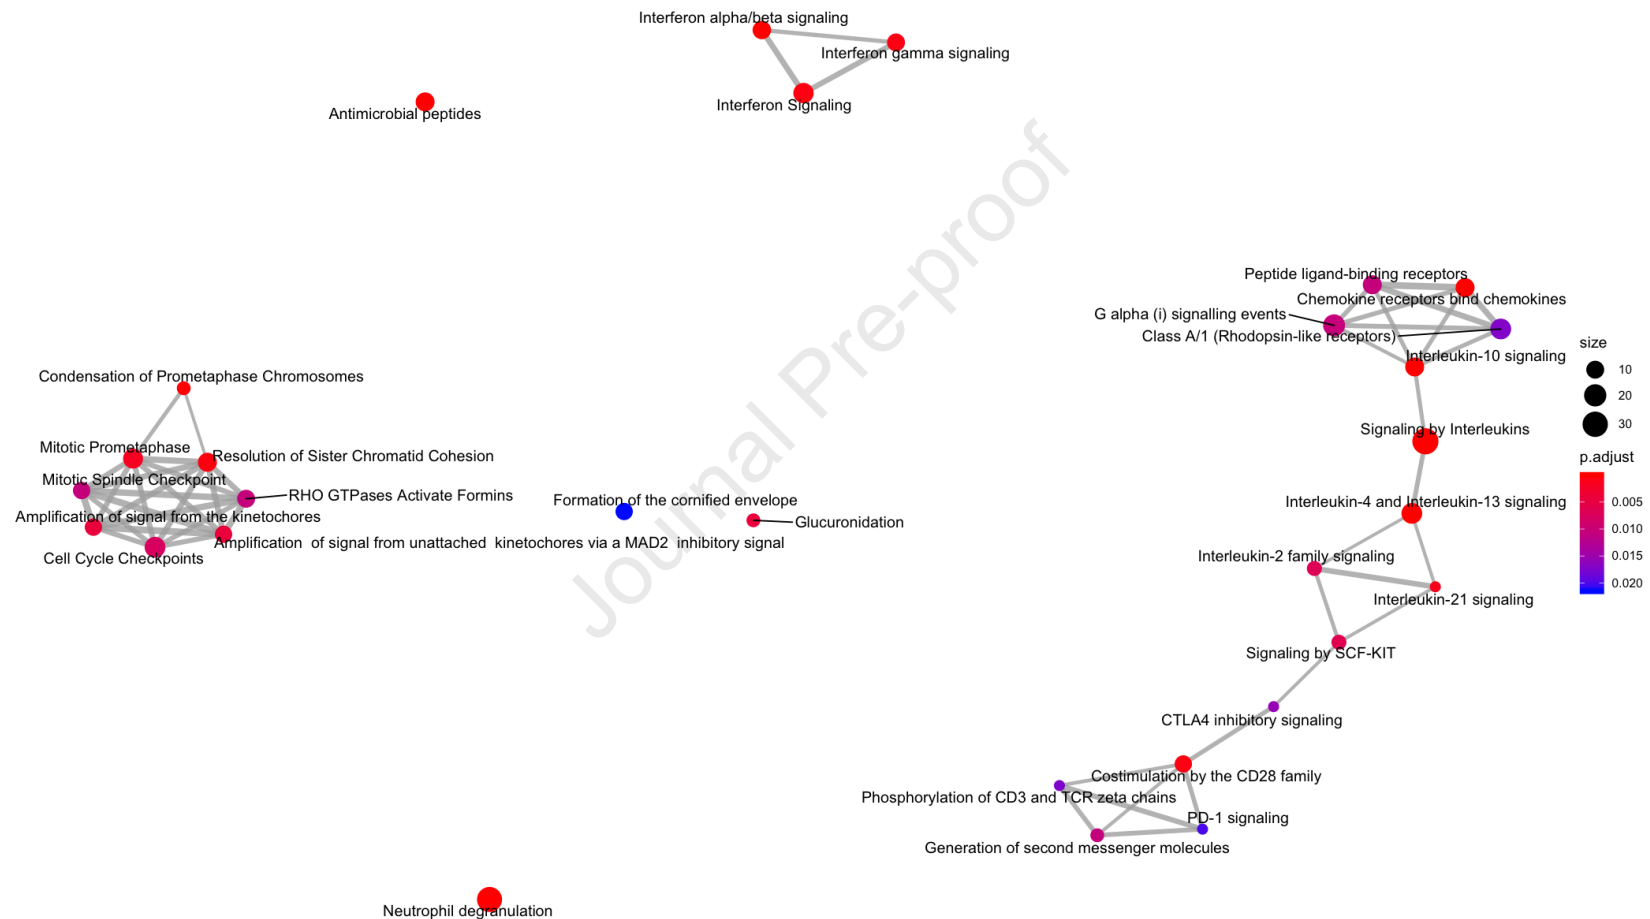 Interferon alpha/beta signaling
Interferon gamma signaling
Interferon Signaling
Antimicrobial peptides
Journal Pre-proof
Peptide ligand-binding receptors
Chemokine receptors bind chemokines
G alpha (i) signalling events
Class A/1 (Rhodopsin-like receptors)
Interleukin-10 signaling
Signaling by Interleukins
Interleukin-4 and Interleukin-13 signaling
Interleukin-2 family signaling
Interleukin-21 signaling
Signaling by SCF-KIT
CTLA4 inhibitory signaling
Costimulation by the CD28 family
Phosphorylation of CD3 and TCR zeta chains
PD-1 signaling
Generation of second messenger molecules
Condensation of Prometaphase Chromosomes
Mitotic Prometaphase
Resolution of Sister Chromatid Cohesion
Mitotic Spindle Checkpoint
RHO GTPases Activate Formins
Amplification of signal from the kinetochores
Amplification  of signal from unattached  kinetochores via a MAD2  inhibitory signal
Cell Cycle Checkpoints
Formation of the cornified envelope
Glucuronidation
Neutrophil degranulation
size
10
20
30
p.adjust
0.005
0.010
0.015
0.020